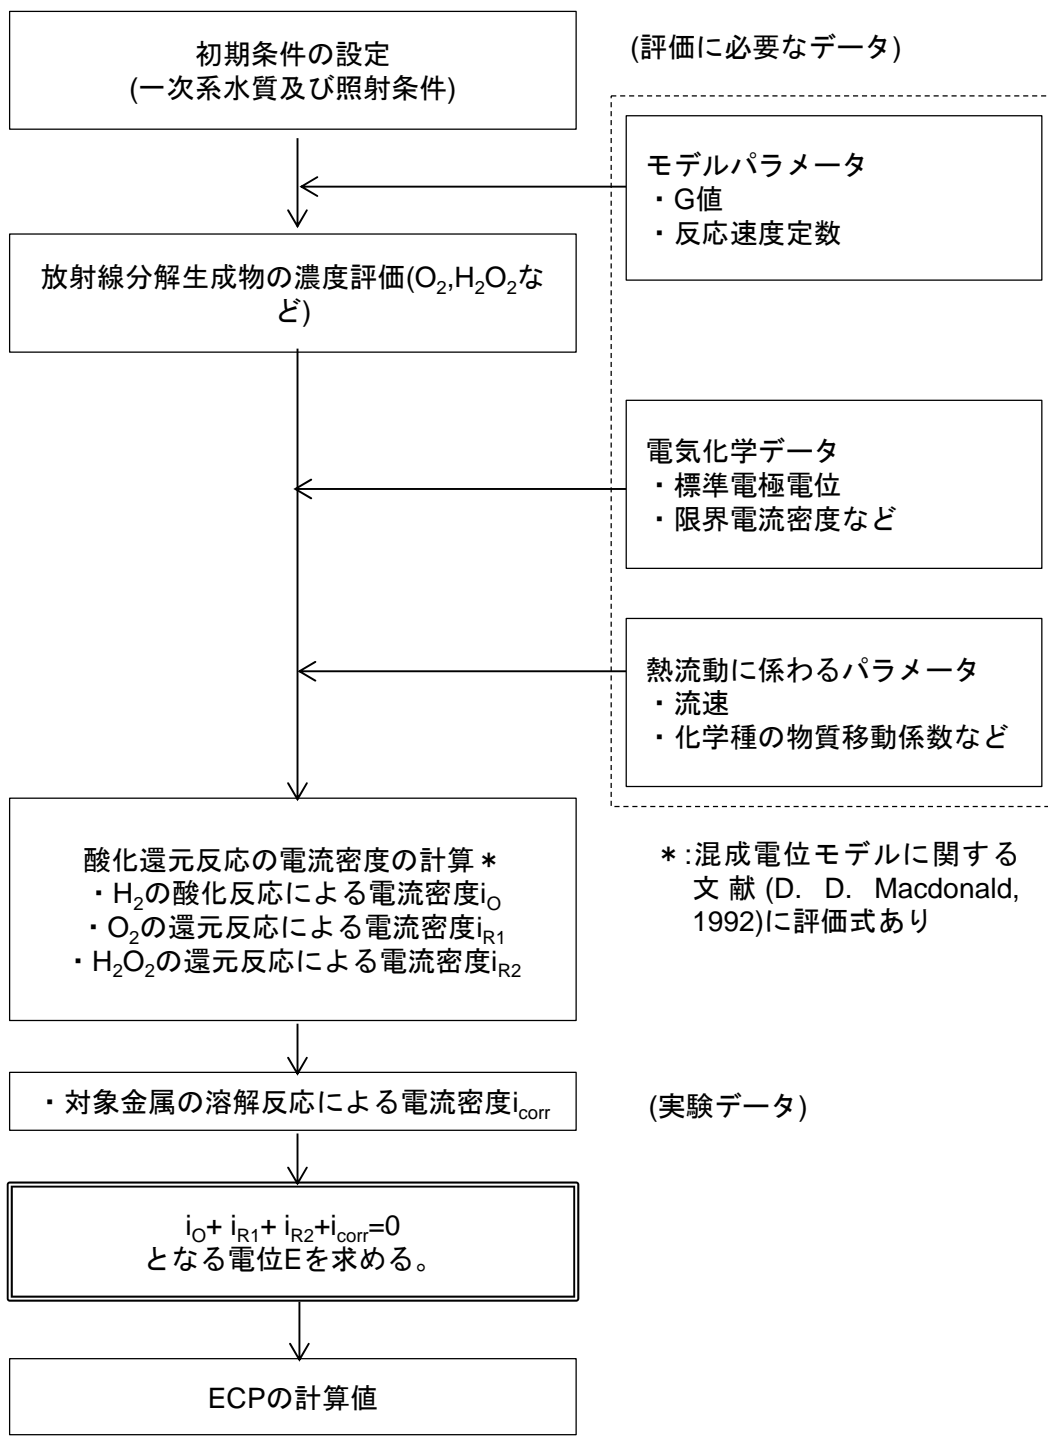 初期条件の設定
(一次系水質及び照射条件)
(評価に必要なデータ)
モデルパラメータ
・G値
・反応速度定数
放射線分解生成物の濃度評価(O2,H2O2な
ど)
電気化学データ
・標準電極電位
・限界電流密度など
熱流動に係わるパラメータ
・流速
・化学種の物質移動係数など
酸化還元反応の電流密度の計算＊
・H2の酸化反応による電流密度iO
・O2の還元反応による電流密度iR1
・H2O2の還元反応による電流密度iR2
＊:混成電位モデルに関する
文献(D. D. Macdonald,
1992)に評価式あり
・対象金属の溶解反応による電流密度icorr
(実験データ)
iO+ iR1+ iR2+icorr=0
となる電位Eを求める。
ECPの計算値